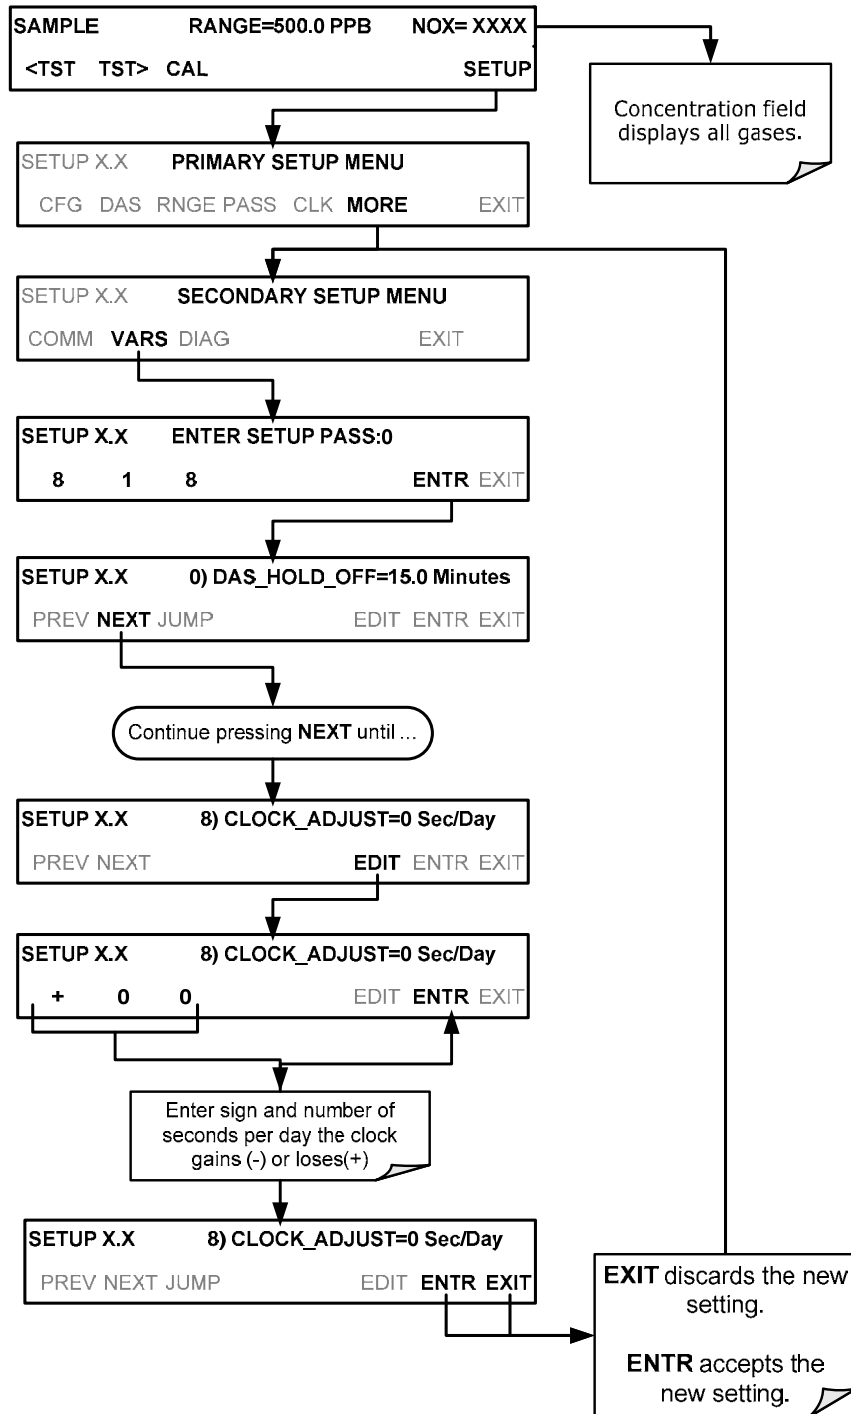 SAMPLE RANGE=500.0 PPB NOX= XXXX
<TST TST> CAL SETUP
Concentration field
displays all gases.
SETUP X.X PRIMARY SETUP MENU
CFG DAS RNGE PASS CLK MORE EXIT
SETUP X.X SECONDARY SETUP MENU
COMM VARS DIAG EXIT
SETUP X.X ENTER SETUP PASS:0
8 1 8 ENTR EXIT
SETUP X.X 0) DAS_HOLD_OFF=15.0 Minutes
PREV NEXT JUMP EDIT ENTR EXIT
Continue pressing NEXT until ...
SETUP X.X 8) CLOCK_ADJUST=0 Sec/Day
PREV NEXT EDIT ENTR EXIT
SETUP X.X 8) CLOCK_ADJUST=0 Sec/Day
+ 0 0 EDIT ENTR EXIT
Enter sign and number of
seconds per day the clock
gains (-) or loses(+)
SETUP X.X 8) CLOCK_ADJUST=0 Sec/Day
PREV NEXT JUMP EDIT ENTR EXIT
EXIT discards the new
setting.
ENTR accepts the
new setting.